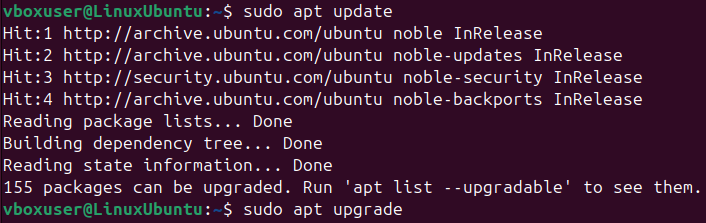 vboxuser@LinuxUbuntu:~$ sudo apt update
Hit:1 http://archive.ubuntu.com/ubuntu noble InRelease
Hit:2 http://archive.ubuntu.com/ubuntu noble-updates InRelease
Hit:3 http://security.ubuntu.com/ubuntu noble-security InRelease
Hit:4 http://archive.ubuntu.com/ubuntu noble-backports InRelease
Reading package lists... Done
Building dependency tree... Done
Reading state information... Done
155 packages can be upgraded. Run 'apt list --upgradable' to see them.
vboxuser@LinuxUbuntu:~$ sudo apt upgrade